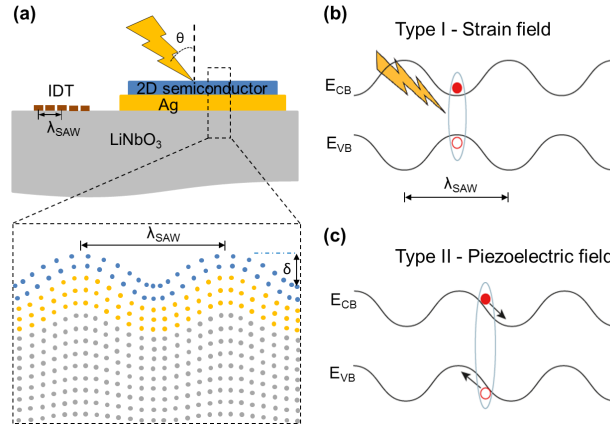 (a)
θ
IDT
2D semiconductor
Ag
λSAW
LiNbO3
λSAW
δ
(b)
Type I - Strain field
ECB
EVB
λSAW
(c)
Type II - Piezoelectric field
ECB
EVB